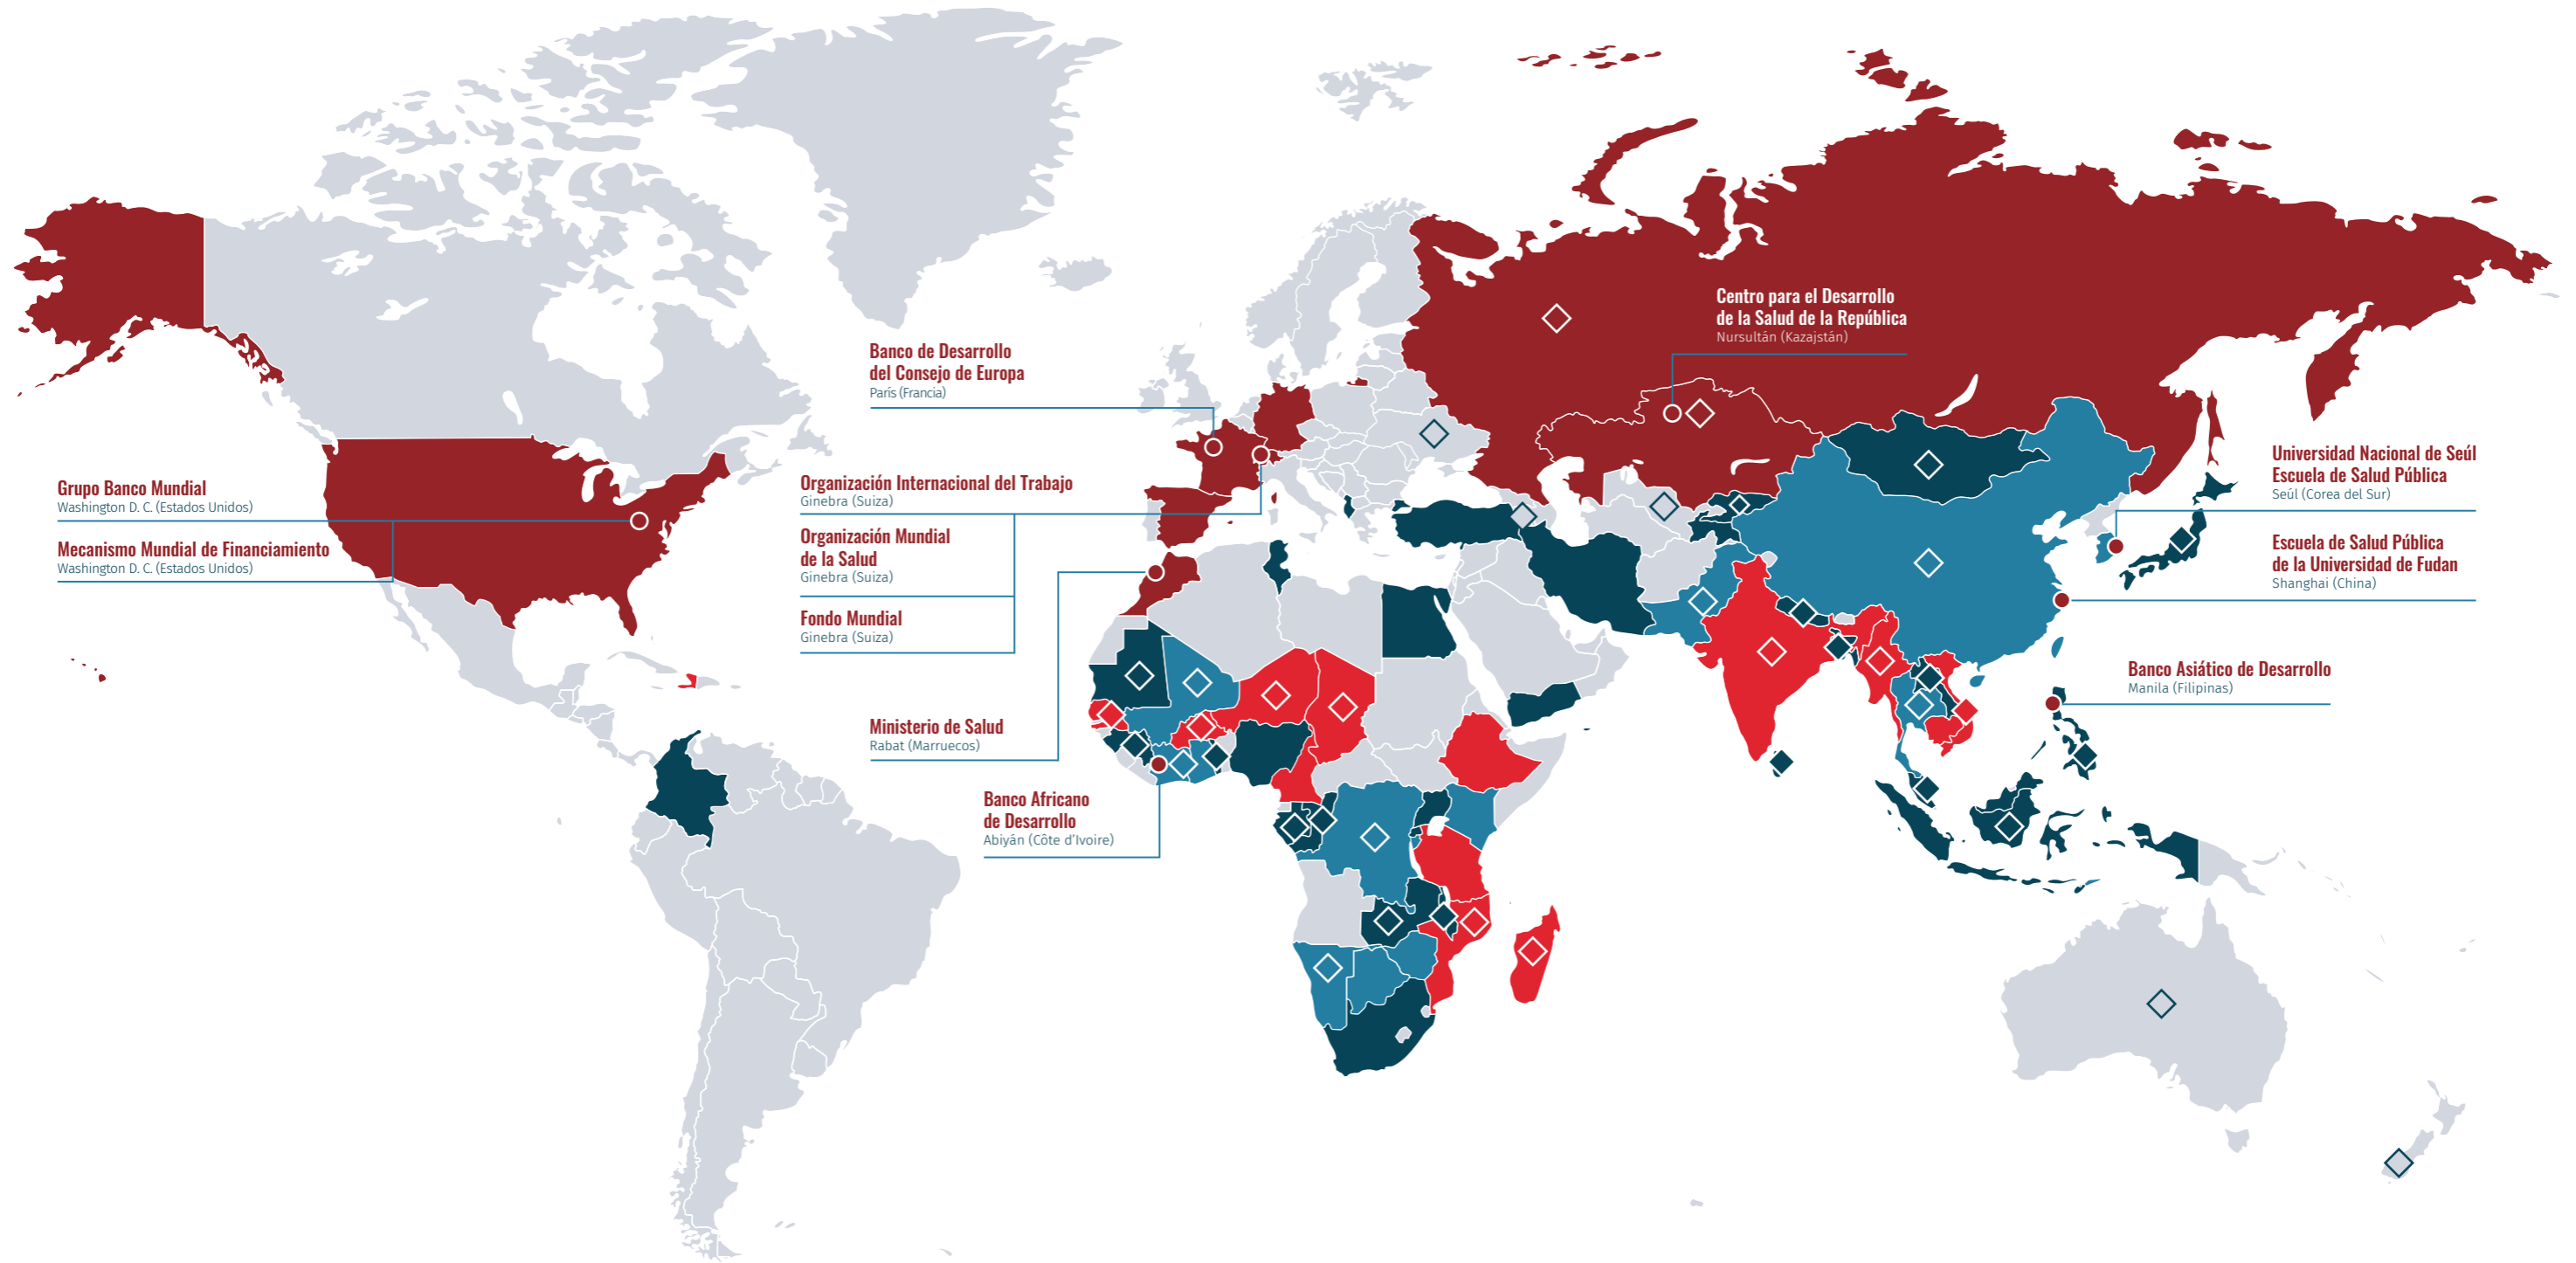 Grupo Banco Mundial
Washington D. C. (Estados Unidos)
Mecanismo Mundial de Financiamiento
Washington D. C. (Estados Unidos)
Banco de Desarrollo
del Consejo de Europa
París (Francia)
Organización Internacional del Trabajo
Ginebra (Suiza)
Organización Mundial
de la Salud
Ginebra (Suiza)
Fondo Mundial
Ginebra (Suiza)
Ministerio de Salud
Rabat (Marruecos)
Banco Africano
de Desarrollo
Abiyán (Côte d’Ivoire)
Centro para el Desarrollo
de la Salud de la República
Nursultán (Kazajstán)
Universidad Nacional de Seúl
Escuela de Salud Pública
Seúl (Corea del Sur)
Escuela de Salud Pública
de la Universidad de Fudan
Shanghai (China)
Banco Asiático de Desarrollo
Manila (Filipinas)